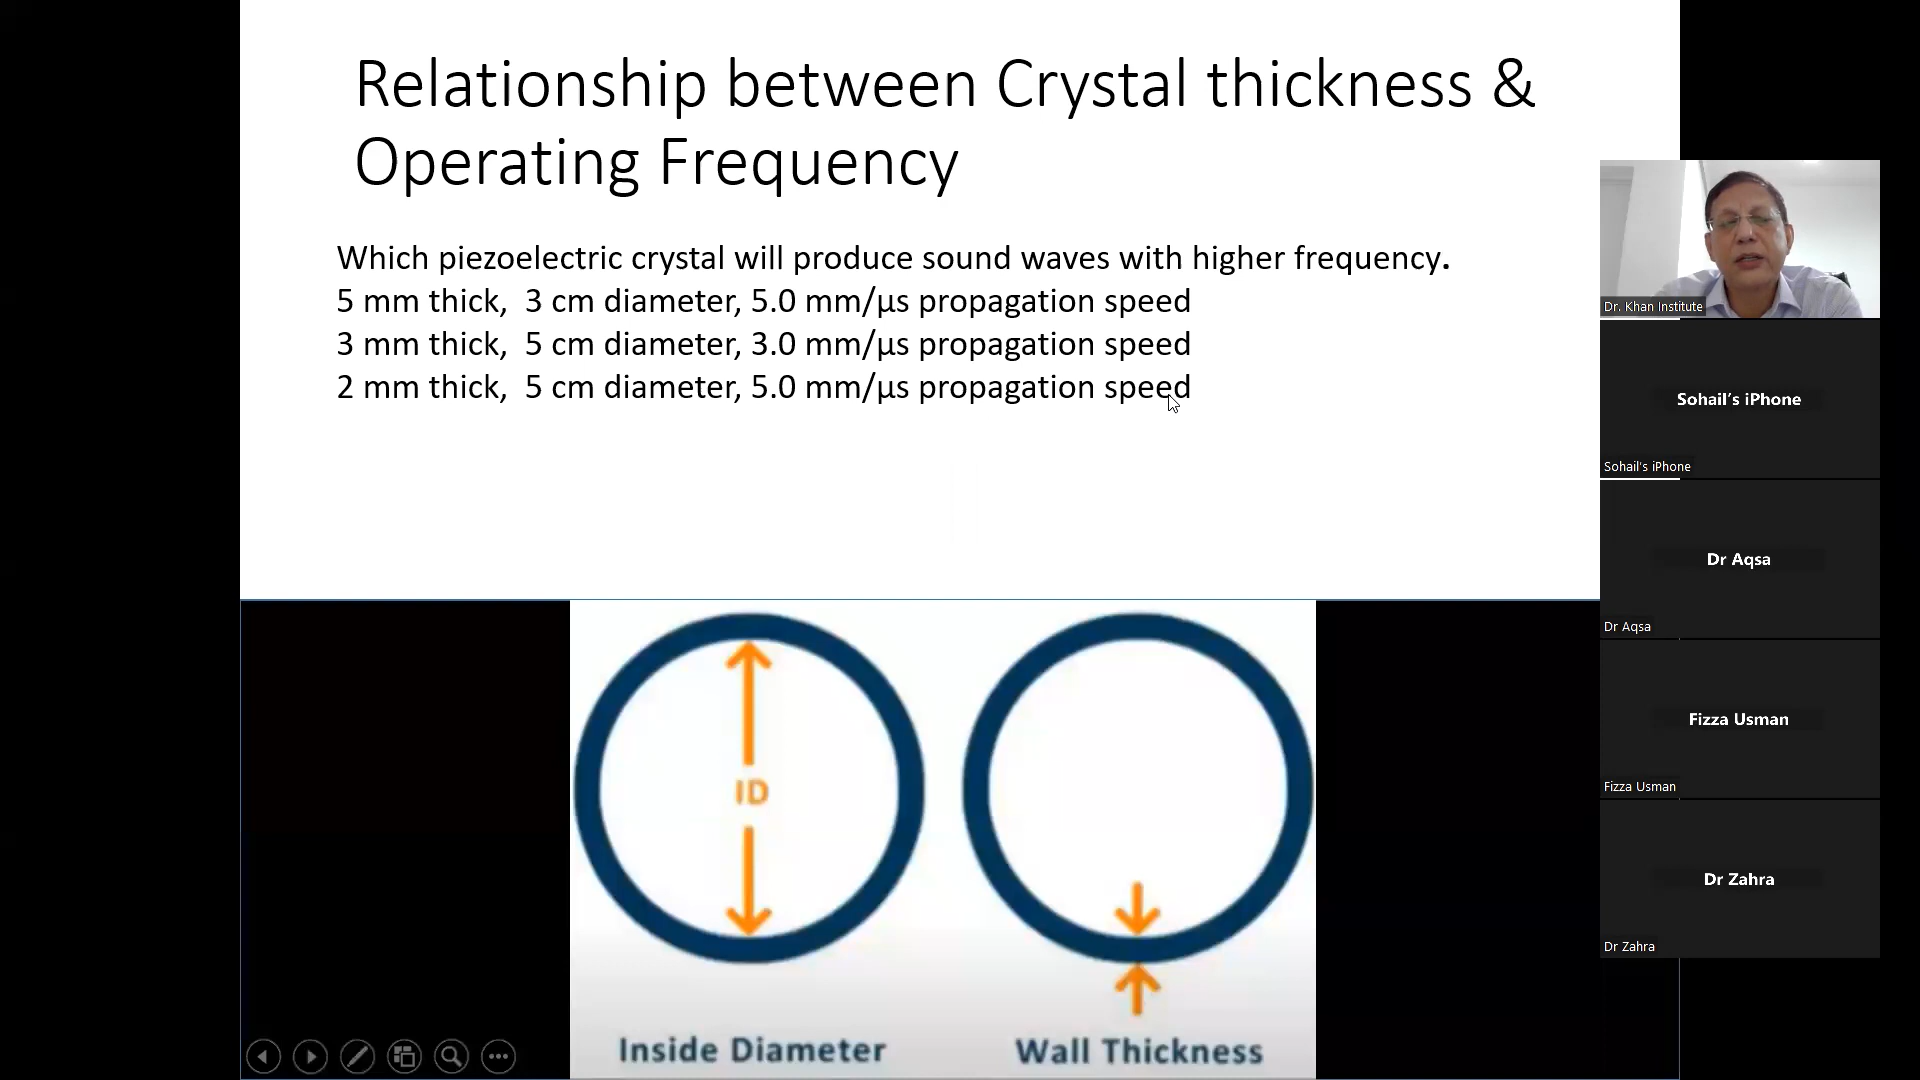 Relationship between Crystal thickness &
Operating Frequency
Which piezoelectric crystal will produce sound waves with higher frequency.
5 mm thick,  3 cm diameter, 5.0 mm/µs propagation speed
3 mm thick,  5 cm diameter, 3.0 mm/µs propagation speed
2 mm thick,  5 cm diameter, 5.0 mm/µs propagation speed
ID
Inside Diameter
Wall Thickness
Dr. Khan Institute
Sohail’s iPhone
Sohail's iPhone
Dr Aqsa
Dr Aqsa
Fizza Usman
Fizza Usman
Dr Zahra
Dr Zahra